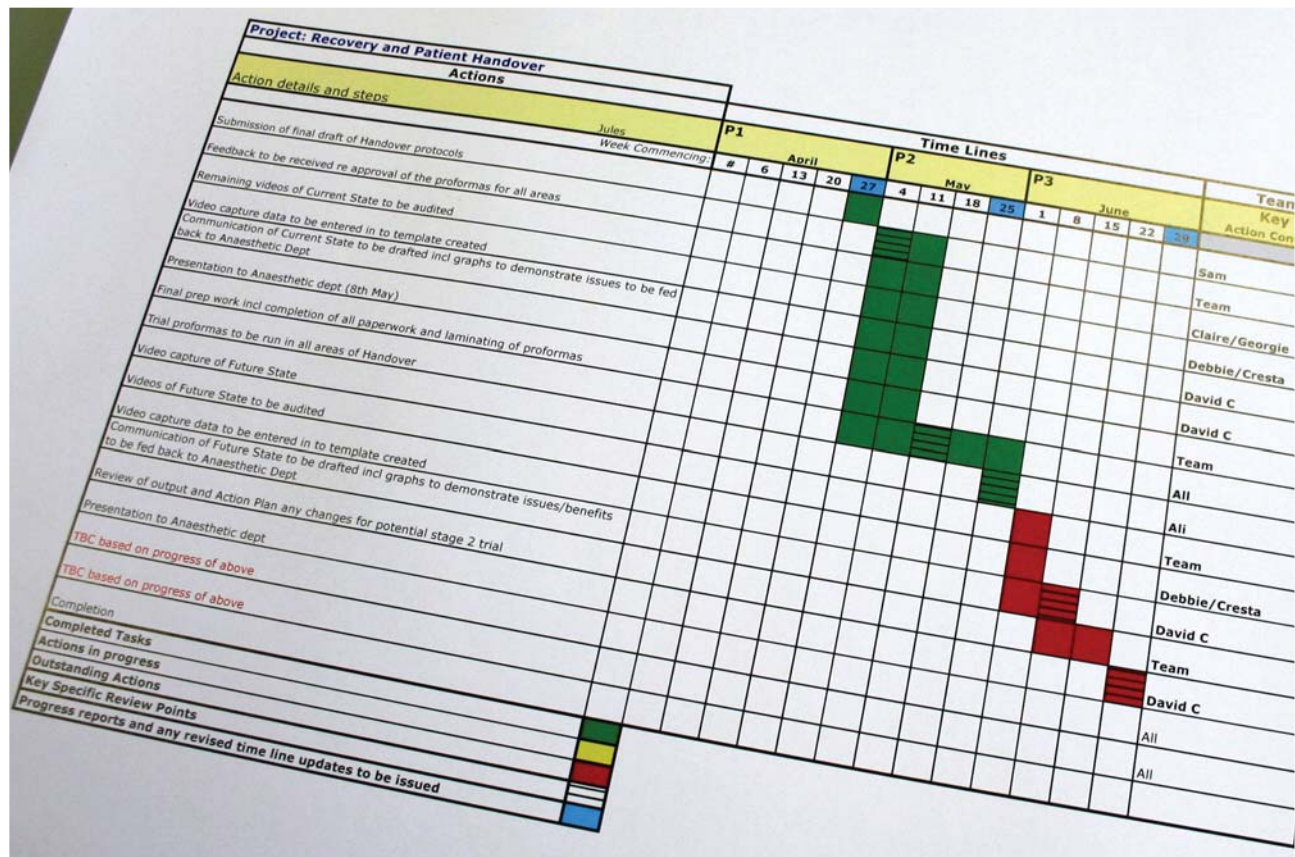 Project: Recovery and Patient Handover
Actions
Time Lines
Action details and steps
Jules
P1
P2
P3
Team
April
May
June
Key
Week Commencing:
# 6 13 20 27 4 11 18 25 1 8 15 22 29
Action Con
Submission of final draft of Handover protocols
Sam
Feedback to be received re approval of the proformas for all areas
Team
Remaining videos of Current State to be audited
Claire/Georgie
Video capture data to be entered in to template created
Debbie/Cresta
Communication of Current State to be drafted incl graphs to demonstrate issues to be fed
back to Anaesthetic Dept
David C
Presentation to Anaesthetic dept (8th May)
David C
Final prep work incl completion of all paperwork and laminating of proformas
Team
Trial proformas to be run in all areas of Handover
All
Video capture of Future State
Ali
Videos of Future State to be audited
Team
Video capture data to be entered in to template created
Debbie/Cresta
Communication of Future State to be drafted incl graphs to demonstrate issues/benefits
to be fed back to Anaesthetic Dept
David C
Review of output and Action Plan any changes for potential stage 2 trial
Team
Presentation to Anaesthetic dept
David C
TBC based on progress of above
All
TBC based on progress of above
All
Completion
Completed Tasks
Actions in progress
Outstanding Actions
Key Specific Review Points
Progress reports and any revised time line updates to be issued